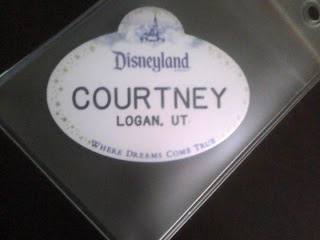 Disneyland
COURTNEY
LOGAN, UT
WHERE DREAMS COME TRUE